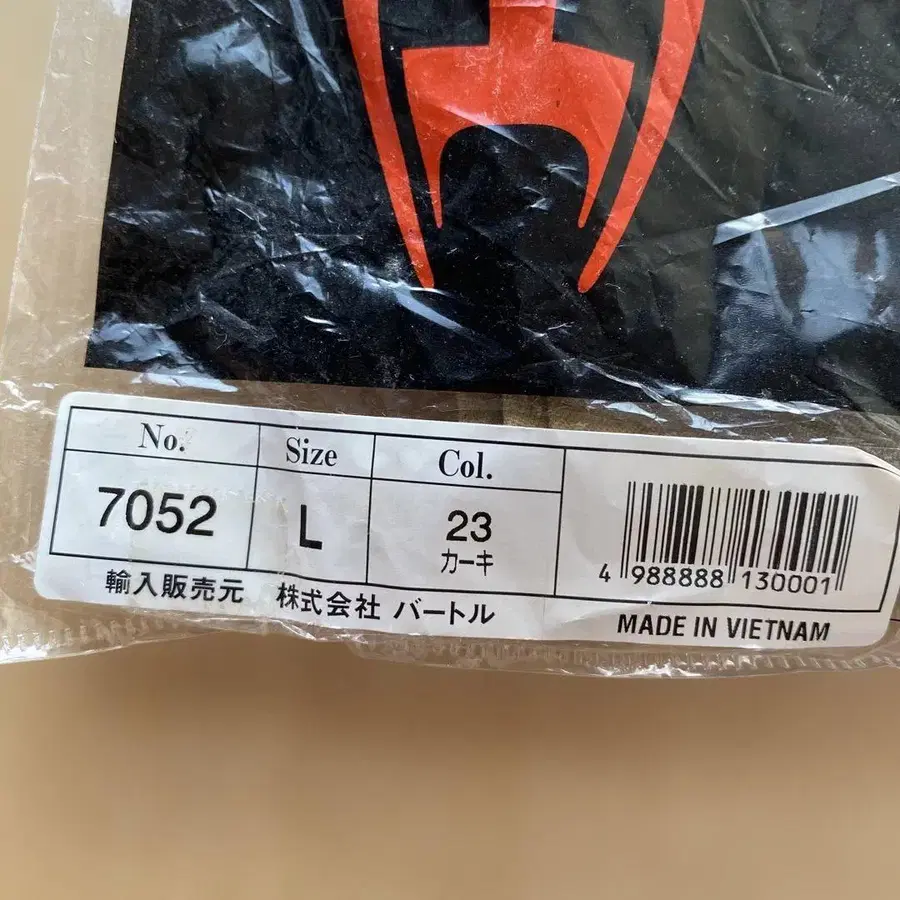 No. Size Col.
7052 L 23
カーキ
4 988888 130001
輸入販売元 株式会社 バートル
MADE IN VIETNAM